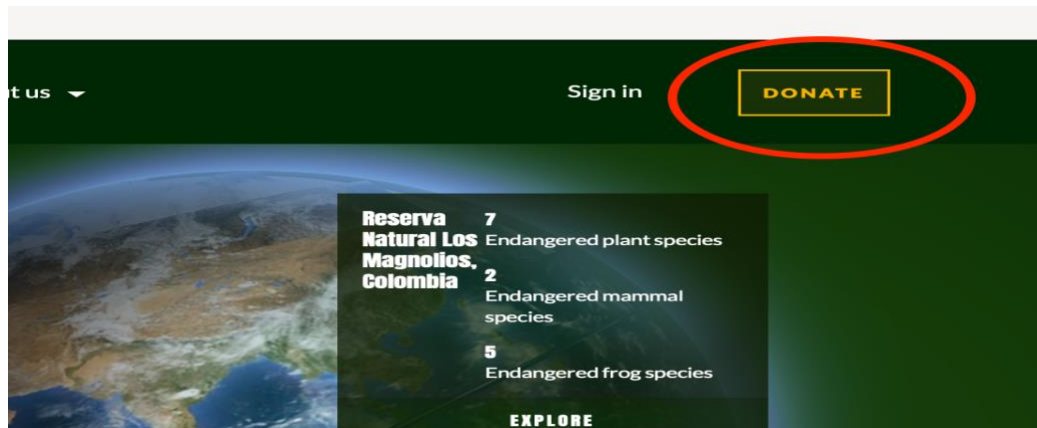 t us
Sign in
DONATE
Reserva
Natural Los
Magnolios,
Colombia
7
Endangered plant species
2
Endangered mammal
species
5
Endangered frog species
EXPLORE